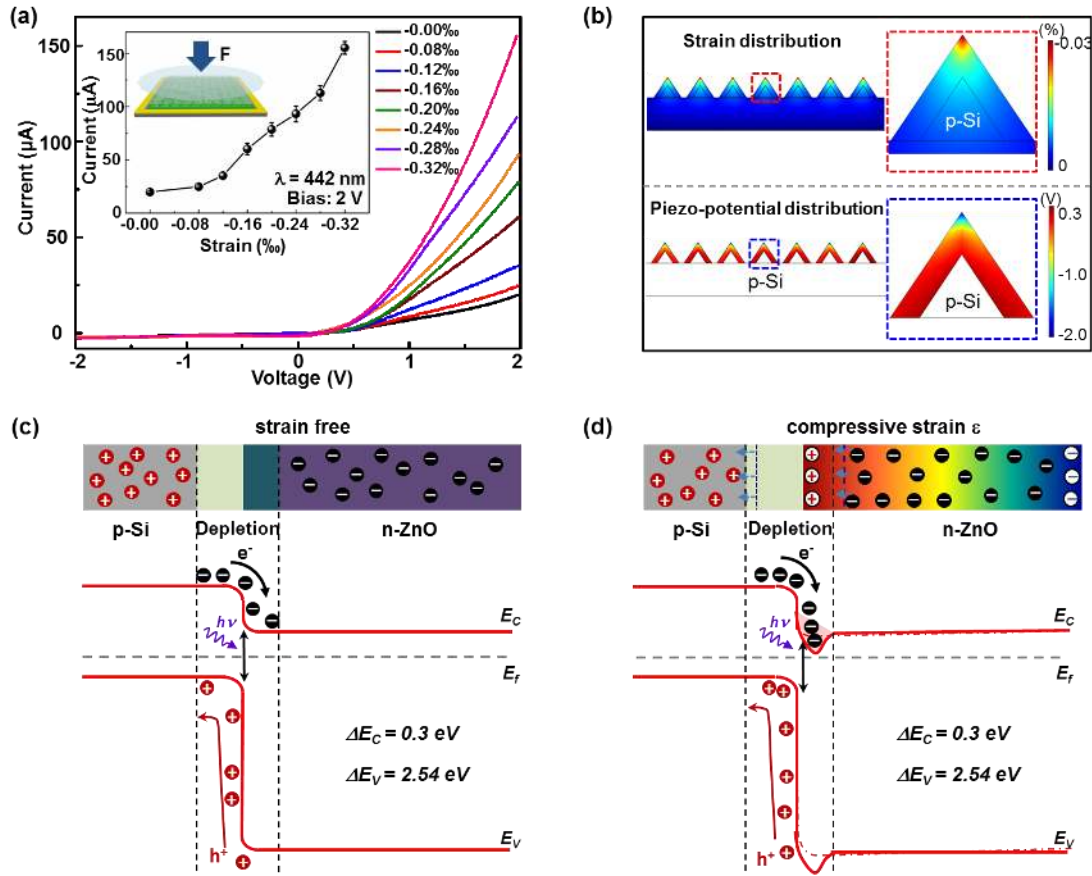 (a)
150
100
50
0
Current (µA)
-2
-1
0
1
2
Voltage (V)
F
150
100
50
0
Current (µA)
-0.00
-0.08
-0.16
-0.24
-0.32
Strain (‰)
λ = 442 nm
Bias: 2 V
-0.00‰
-0.08‰
-0.12‰
-0.16‰
-0.20‰
-0.24‰
-0.28‰
-0.32‰
(b)
Strain distribution
p-Si
(%)
-0.03
0
Piezo-potential distribution
p-Si
p-Si
(V)
0.3
-1.0
-2.0
(c)
strain free
p-Si
Depletion
n-ZnO
e-
hν
EC
Ef
ΔEC = 0.3 eV
ΔEV = 2.54 eV
h+
EV
(d)
compressive strain ε
p-Si
Depletion
n-ZnO
e-
hν
EC
Ef
ΔEC = 0.3 eV
ΔEV = 2.54 eV
h+
EV